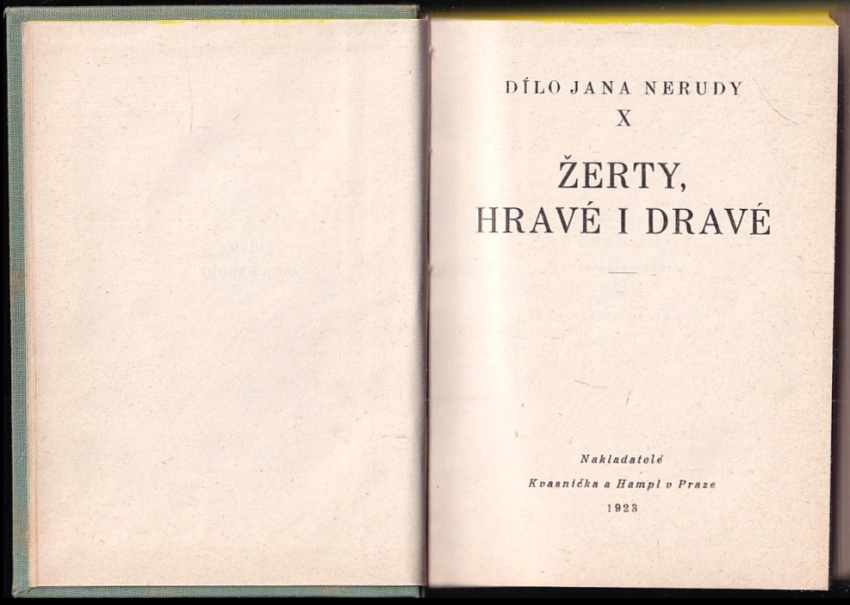 DÍLO JANA NERUDY
X
ŽERTY,
HRAVÉ I DRAVÉ
Nakladatelé
Kvasnička a Hampl v Praze
1923